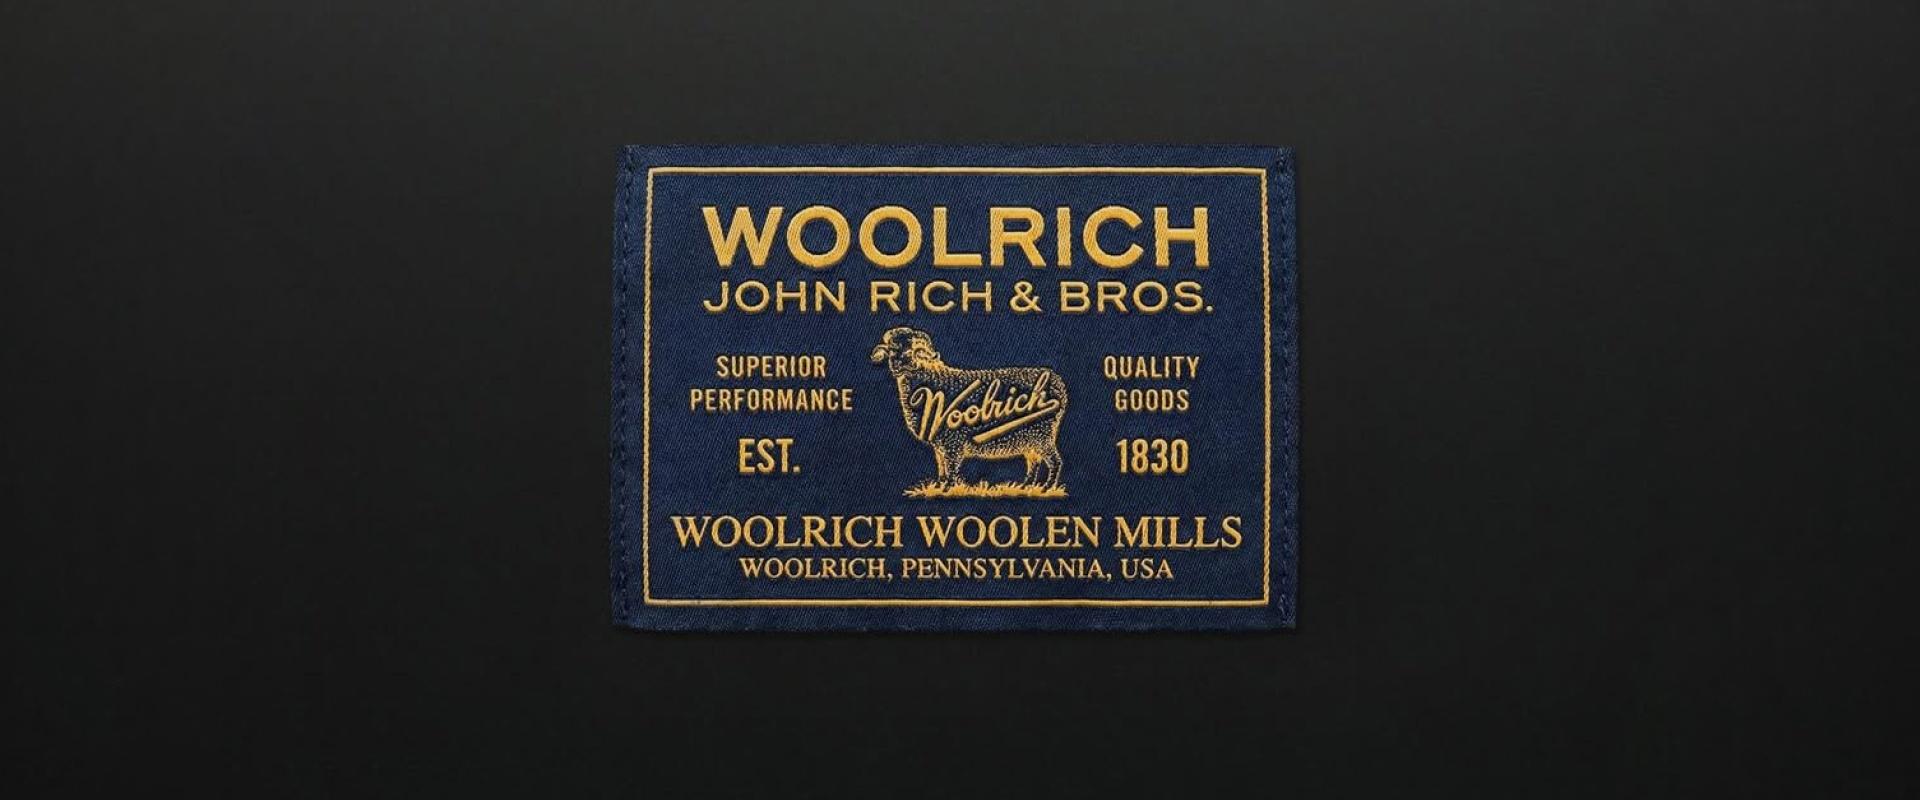 WOOLRICH
JOHN RICH & BROS.
SUPERIOR
PERFORMANCE
EST.
Woolrich
QUALITY
GOODS
1830
WOOLRICH WOOLEN MILLS
WOOLRICH, PENNSYLVANIA, USA